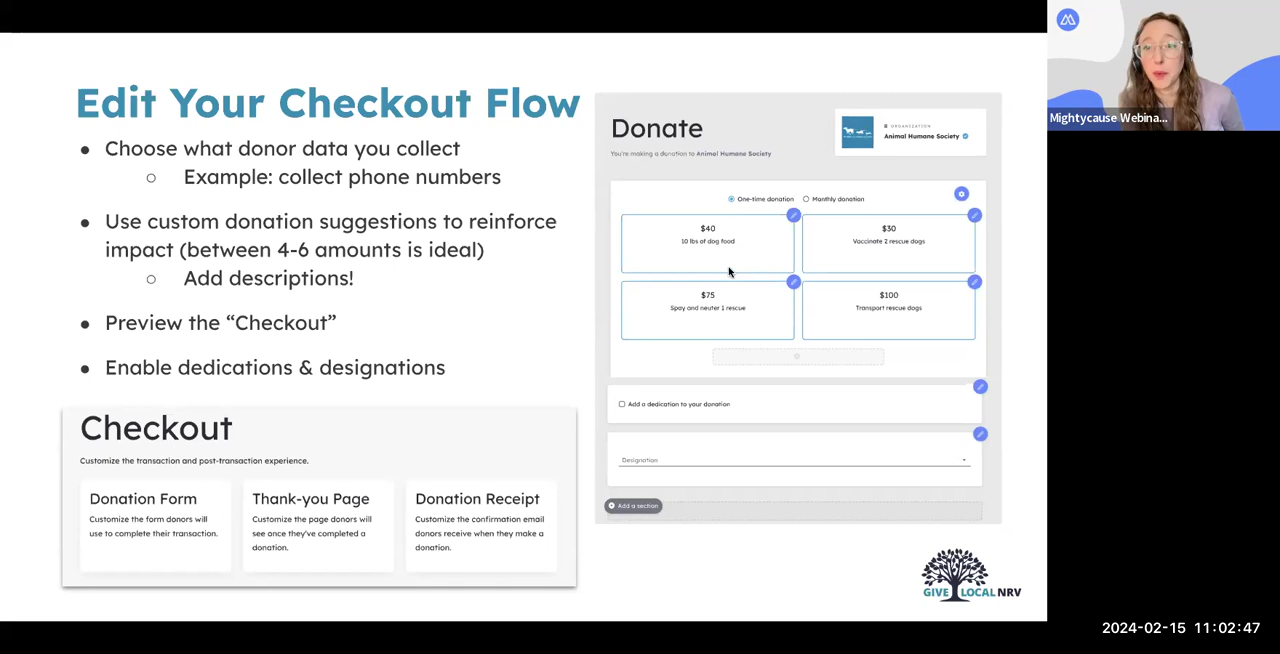 Edit Your Checkout Flow
Choose what donor data you collect
Example: collect phone numbers
Use custom donation suggestions to reinforce
impact (between 4-6 amounts is ideal)
Add descriptions!
Preview the “Checkout”
Enable dedications & designations
Checkout
Customize the transaction and post-transaction experience.
Donation Form
Customize the form donors will
use to complete their transaction.
Thank-you Page
Customize the page donors will
see once they've completed a
donation.
Donation Receipt
Customize the confirmation email
donors receive when they make a
donation.
Donate
You're making a donation to Animal Humane Society
ORGANIZATION
Animal Humane Society
One-time donation
Monthly donation
$40
10 lbs of dog food
$30
Vaccinate 2 rescue dogs
$75
Spay and neuter 1 rescue
$100
Transport rescue dogs
Add a dedication to your donation
Designation
Add a section
GIVE LOCAL NRV
Mightycause Webina...
2024-02-15 11:02:47